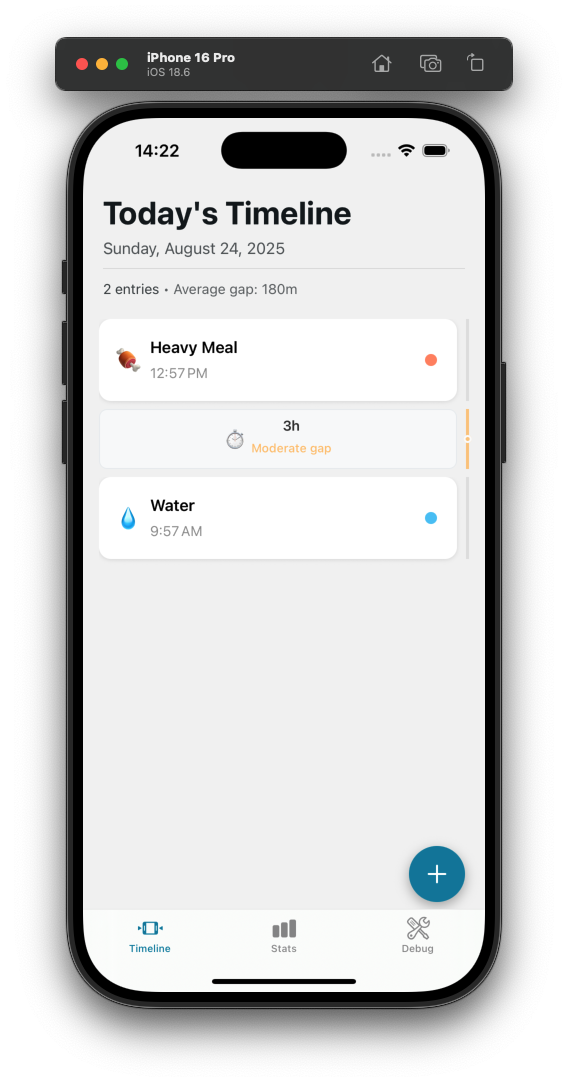 iPhone 16 Pro
iOS 18.6
14:22
Today's Timeline
Sunday, August 24, 2025
2 entries • Average gap: 180m
Heavy Meal
12:57 PM
3h
Moderate gap
Water
9:57 AM
Timeline
Stats
Debug